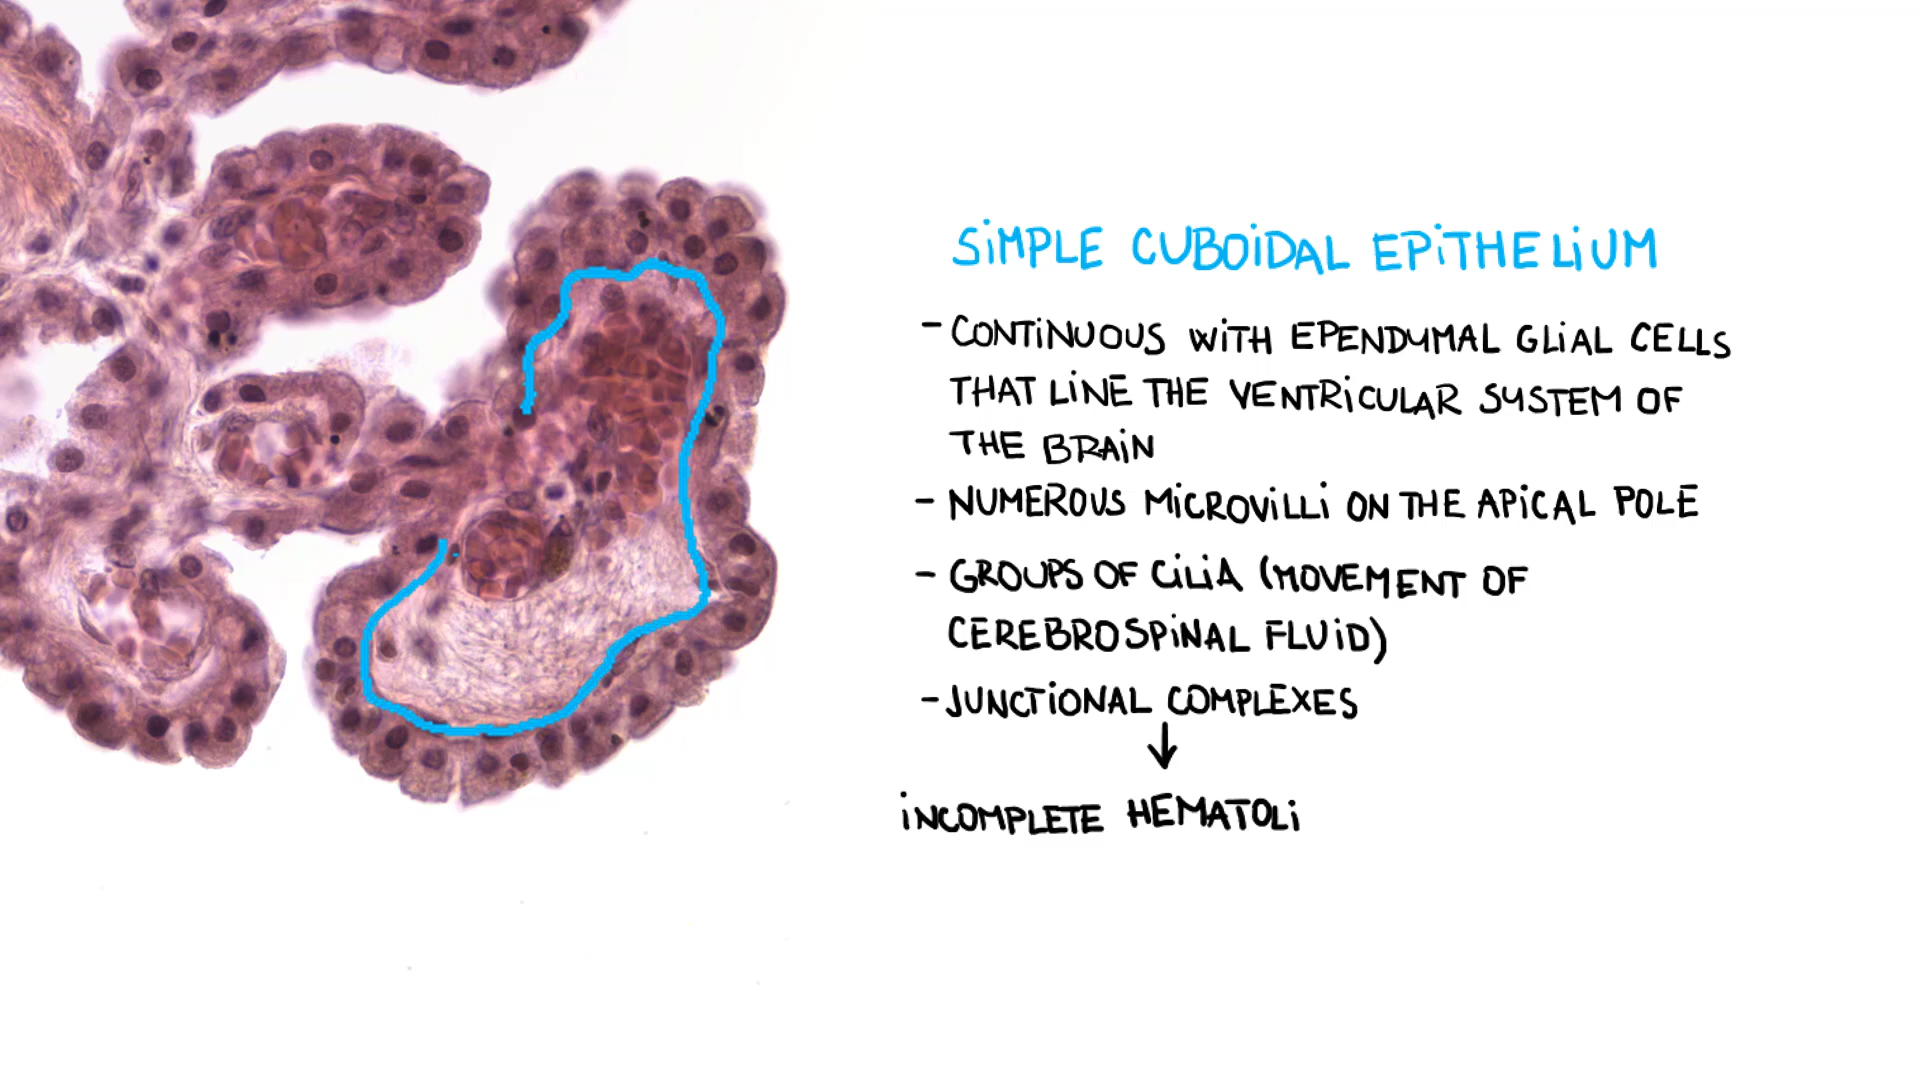 SiMPLE CUBOiDAL EPiTHELiUM
- CONTiNUOUS WiTH EPENDYMAL GLiAL CELLS
THAT LiNE THE VENTRiCULAR SYSTEM OF
THE BRAiN
- NUMEROUS MiCROViLLi ON THE APiCAL POLE
- GROUPS OF CiLiA (MOVEMENT OF
CEREBROSPiNAL FLUiD)
- JUNCTiONAL COMPLEXES
↓
iNCOMPLETE HEMATOLi